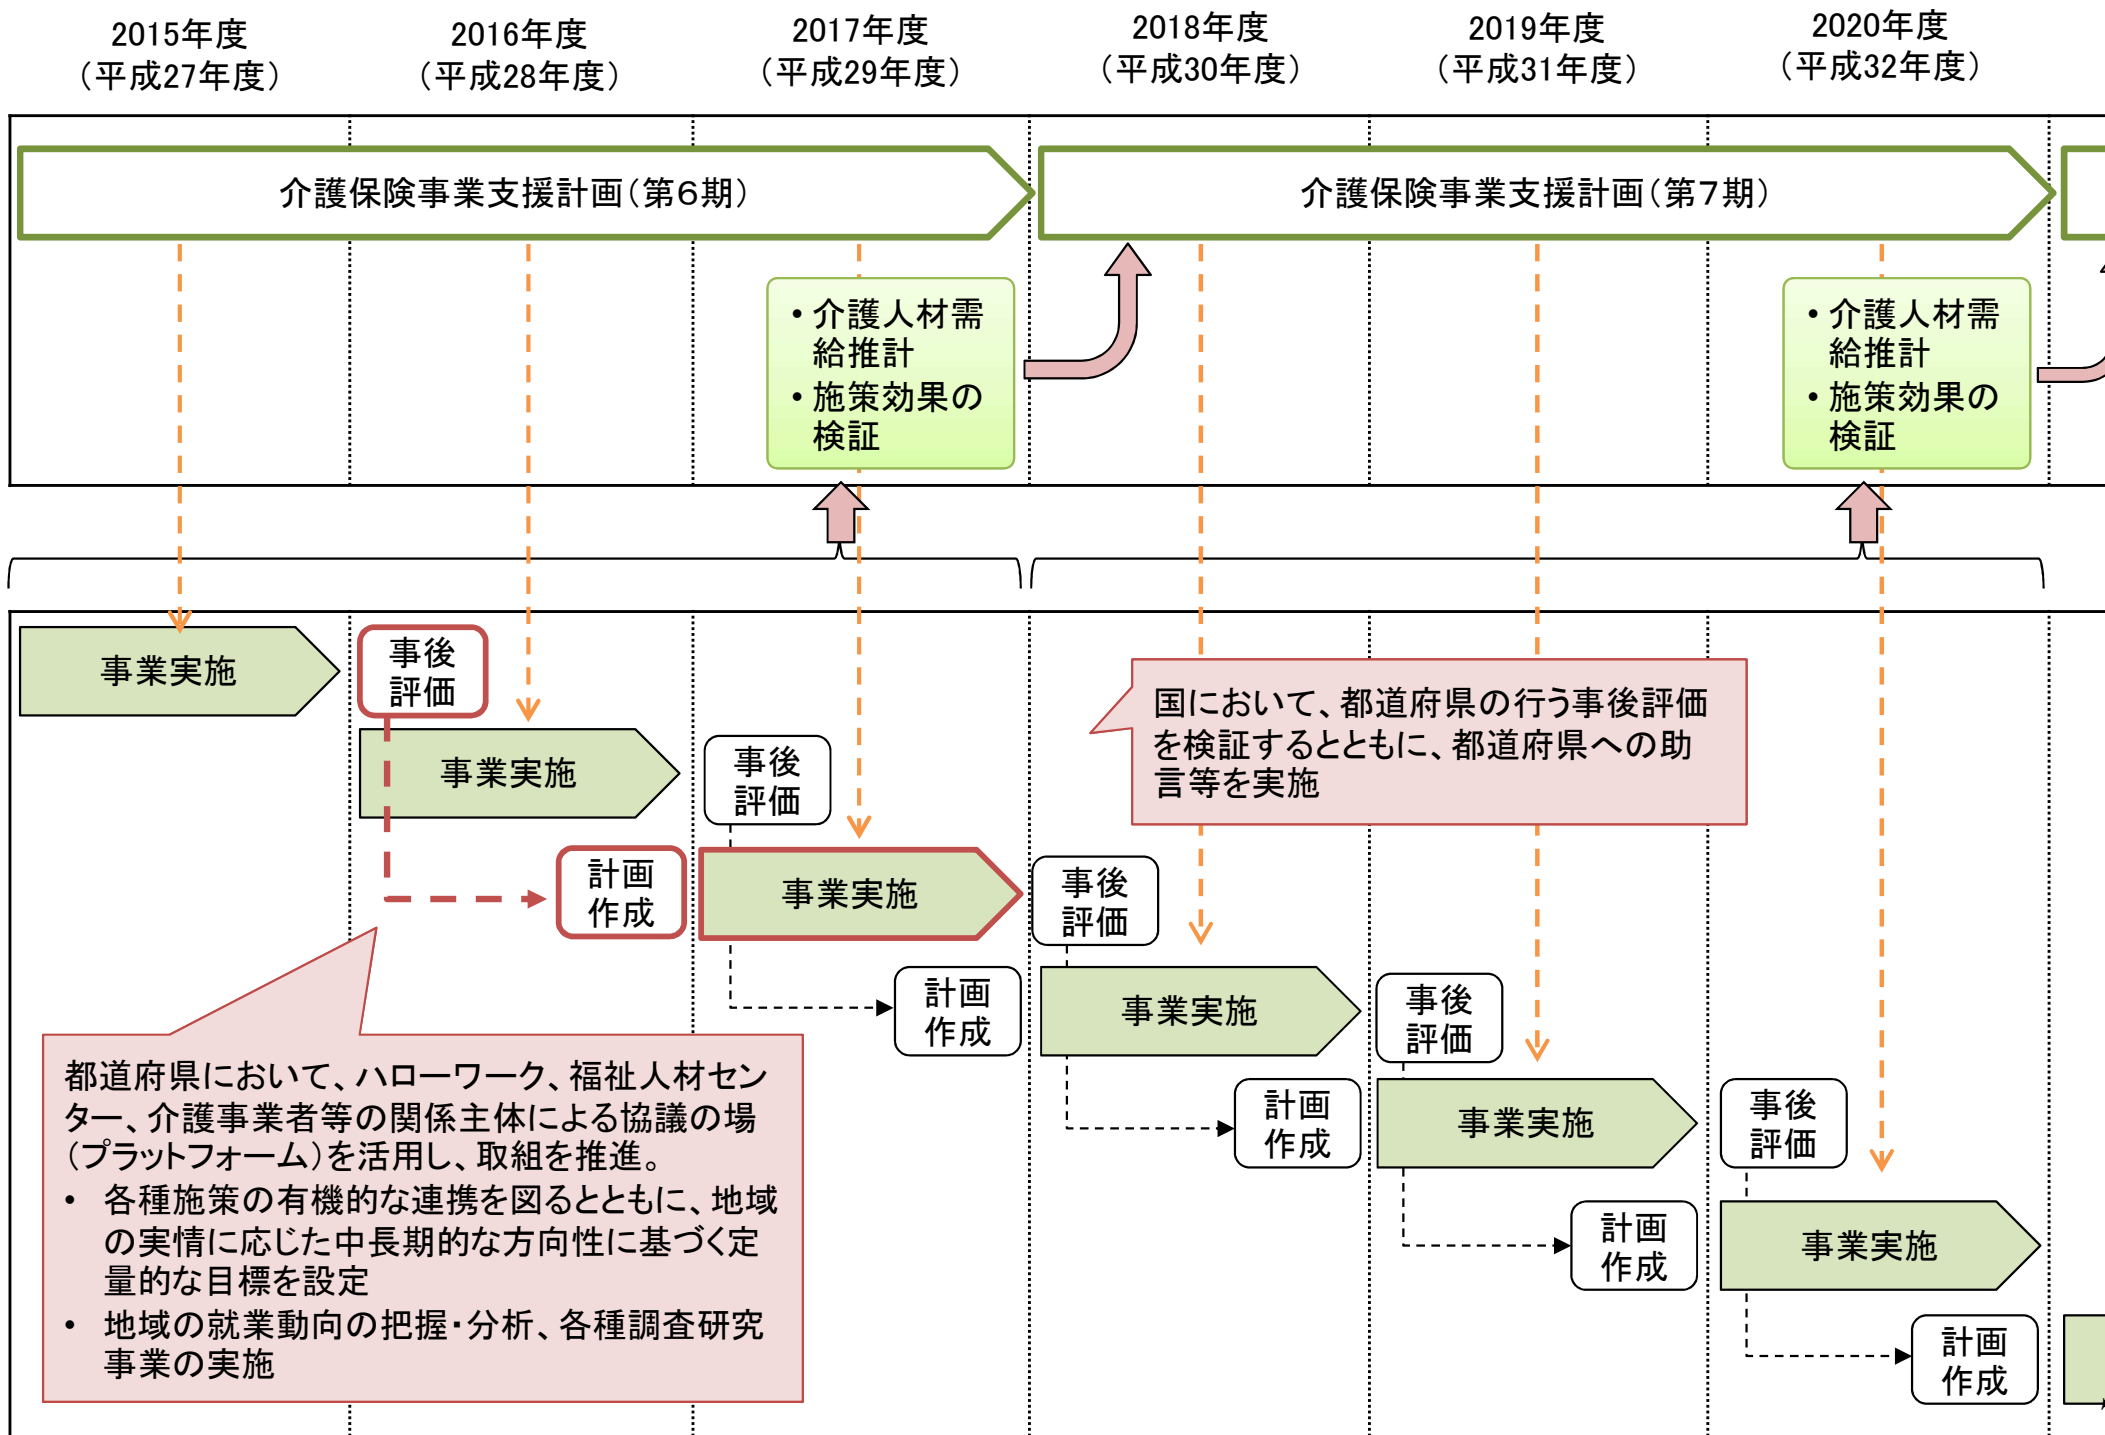 2015年度
（平成27年度）
2016年度
（平成28年度）
2017年度
（平成29年度）
2018年度
（平成30年度）
2019年度
（平成31年度）
2020年度
（平成32年度）
介護保険事業支援計画（第６期）
介護保険事業支援計画（第７期）
• 介護人材需
給推計
• 施策効果の
検証
• 介護人材需
給推計
• 施策効果の
検証
事業実施
事後
評価
事業実施
計画
作成
事後
評価
事業実施
計画
作成
国において、都道府県の行う事後評価
を検証するとともに、都道府県への助
言等を実施
事後
評価
事業実施
計画
作成
事後
評価
事業実施
計画
作成
事後
評価
事業実施
計画
作成
都道府県において、ハローワーク、福祉人材セン
ター、介護事業者等の関係主体による協議の場
（プラットフォーム）を活用し、取組を推進。
• 各種施策の有機的な連携を図るとともに、地域
の実情に応じた中長期的な方向性に基づく定
量的な目標を設定
• 地域の就業動向の把握・分析、各種調査研究
事業の実施